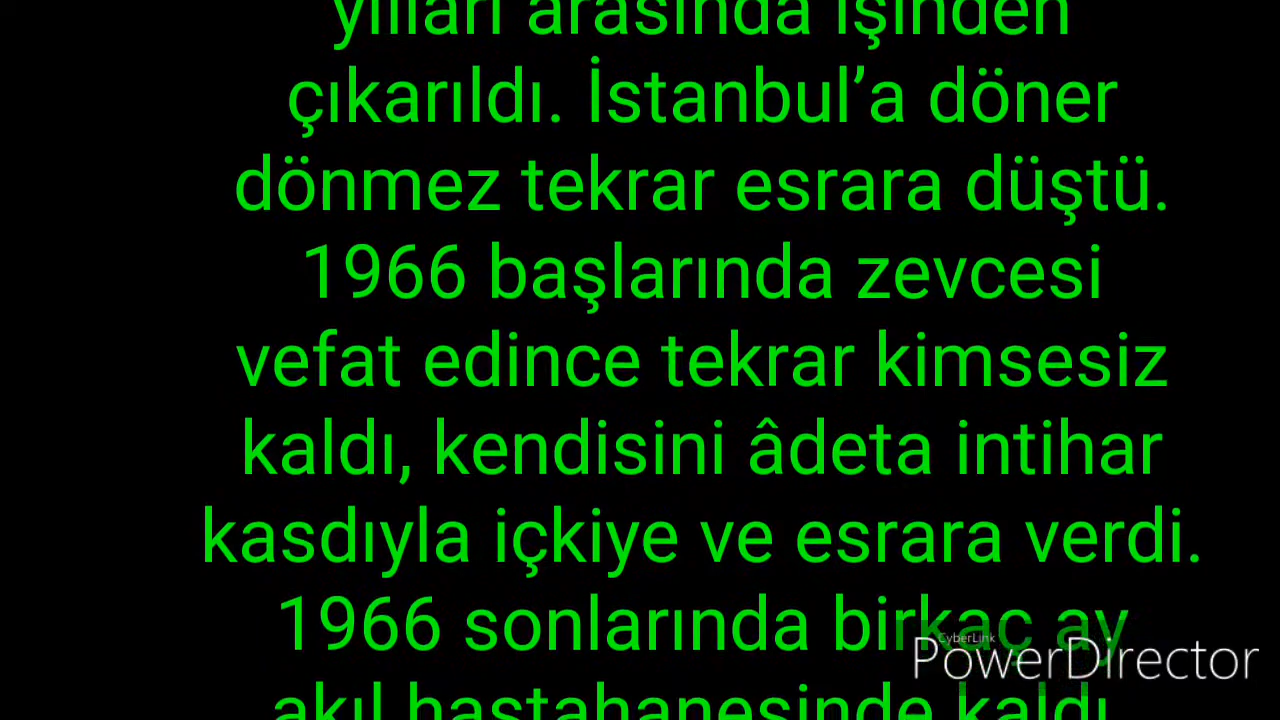 yılları arasında işinden
çıkarıldı. İstanbul’a döner
dönmez tekrar esrara düştü.
1966 başlarında zevcesi
vefat edince tekrar kimsesiz
kaldı, kendisini âdeta intihar
kasdıyla içkiye ve esrara verdi.
1966 sonlarında birkaç ay
CyberLink
PowerDirector
akıl hastahanesinde kaldı